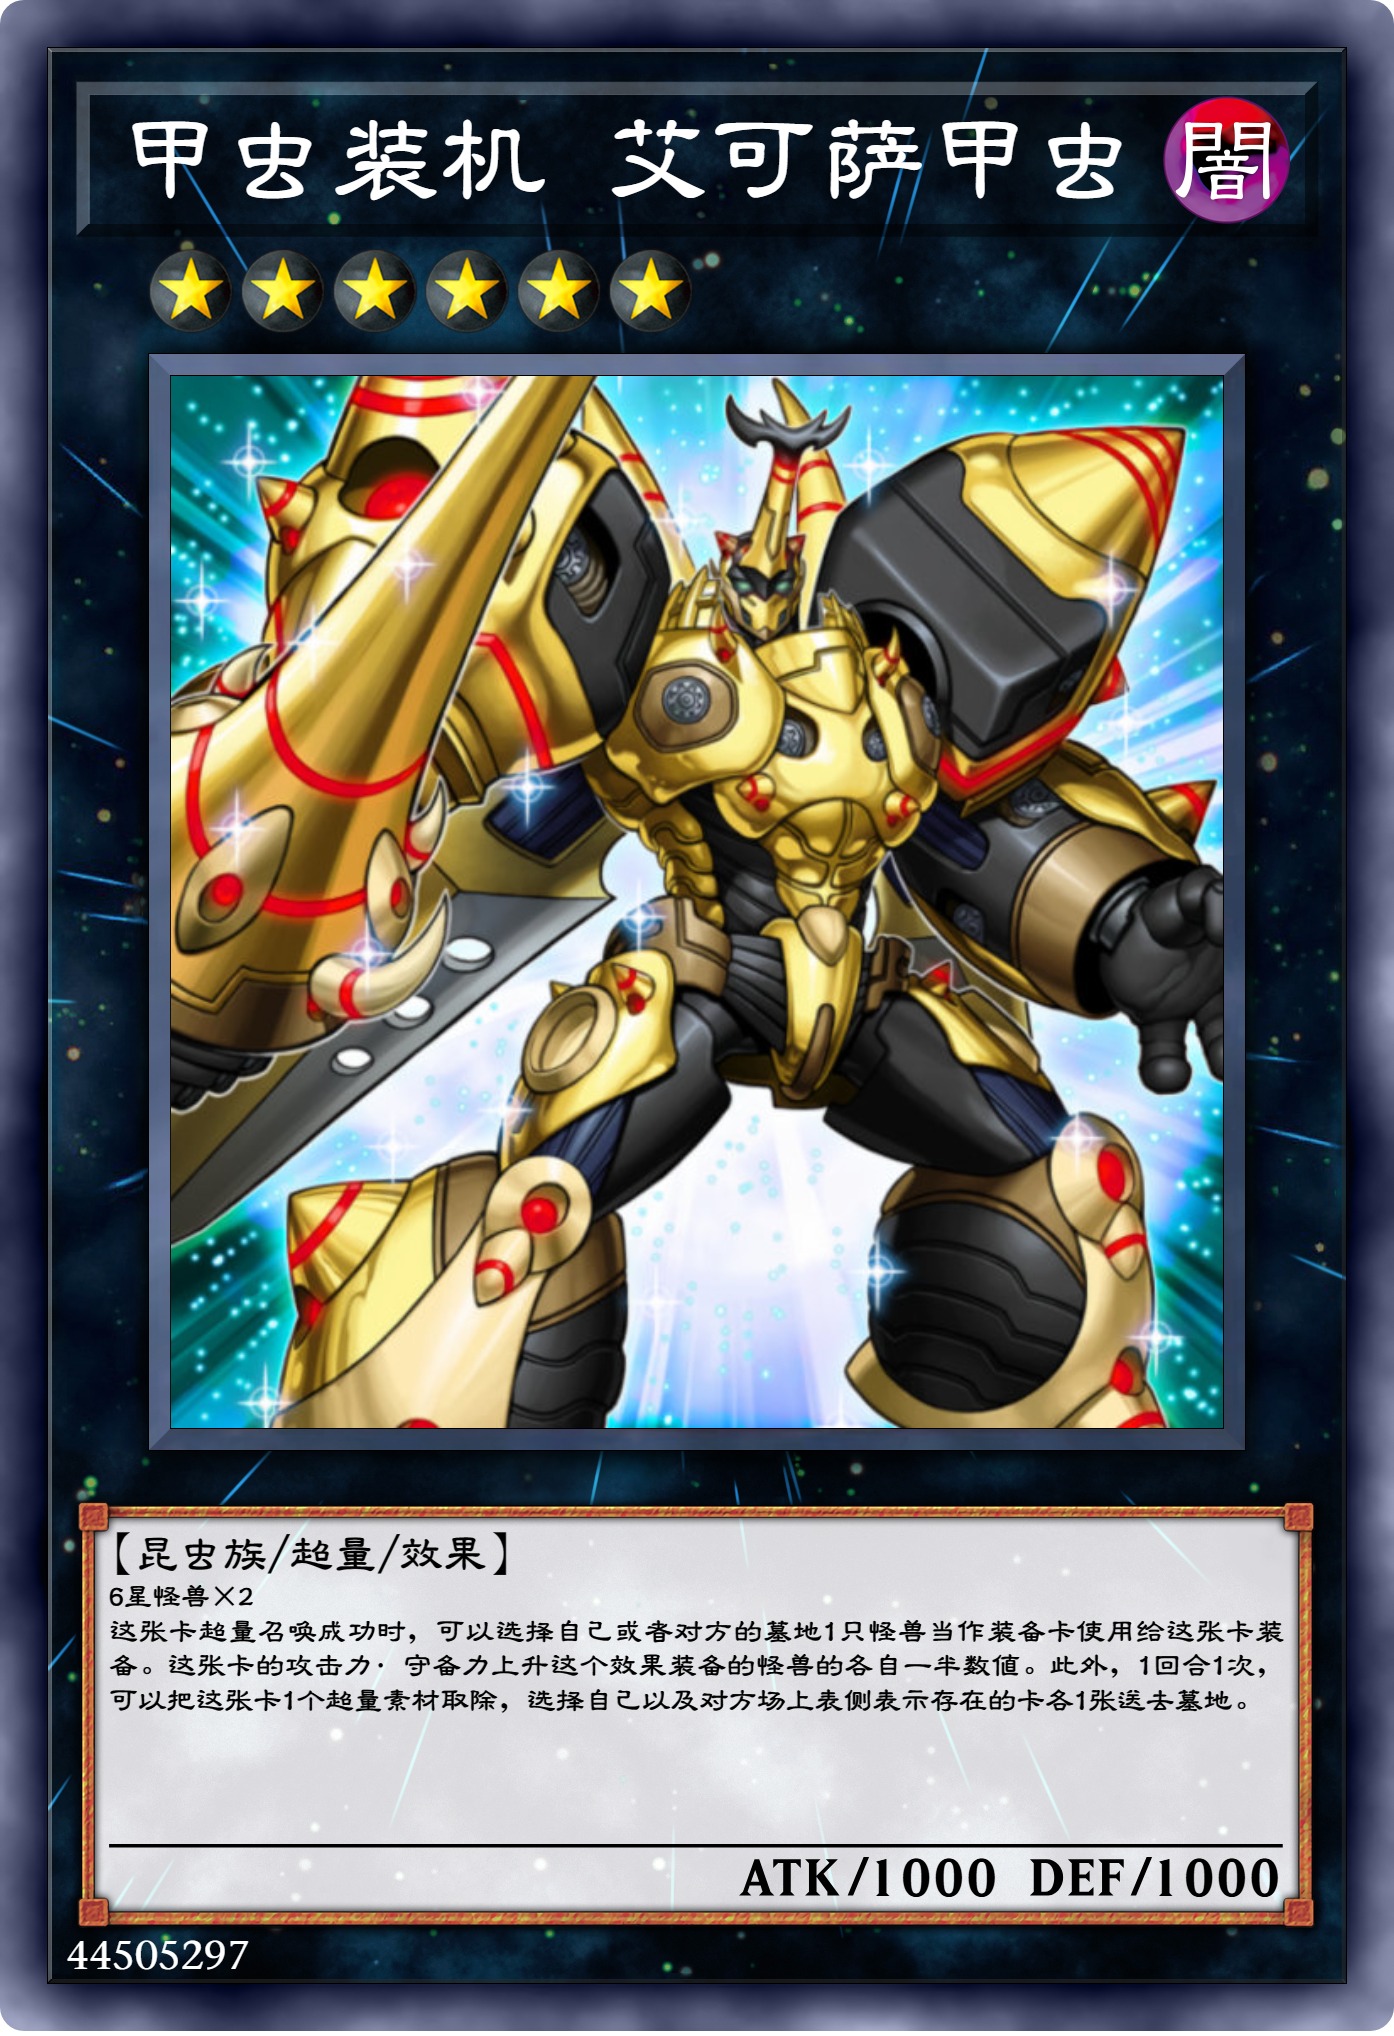 甲虫装机 艾可萨甲虫 闇
【昆虫族/超量/效果】
6星怪兽×2
这张卡超量召唤成功时，可以选择自己或者对方的墓地1只怪兽当作装备卡使用给这张卡装
备。这张卡的攻击力·守备力上升这个效果装备的怪兽的各自一半数值。此外，1回合1次，
可以把这张卡1个超量素材取除，选择自己以及对方场上表侧表示存在的卡各1张送去墓地。
ATK/1000 DEF/1000
44505297